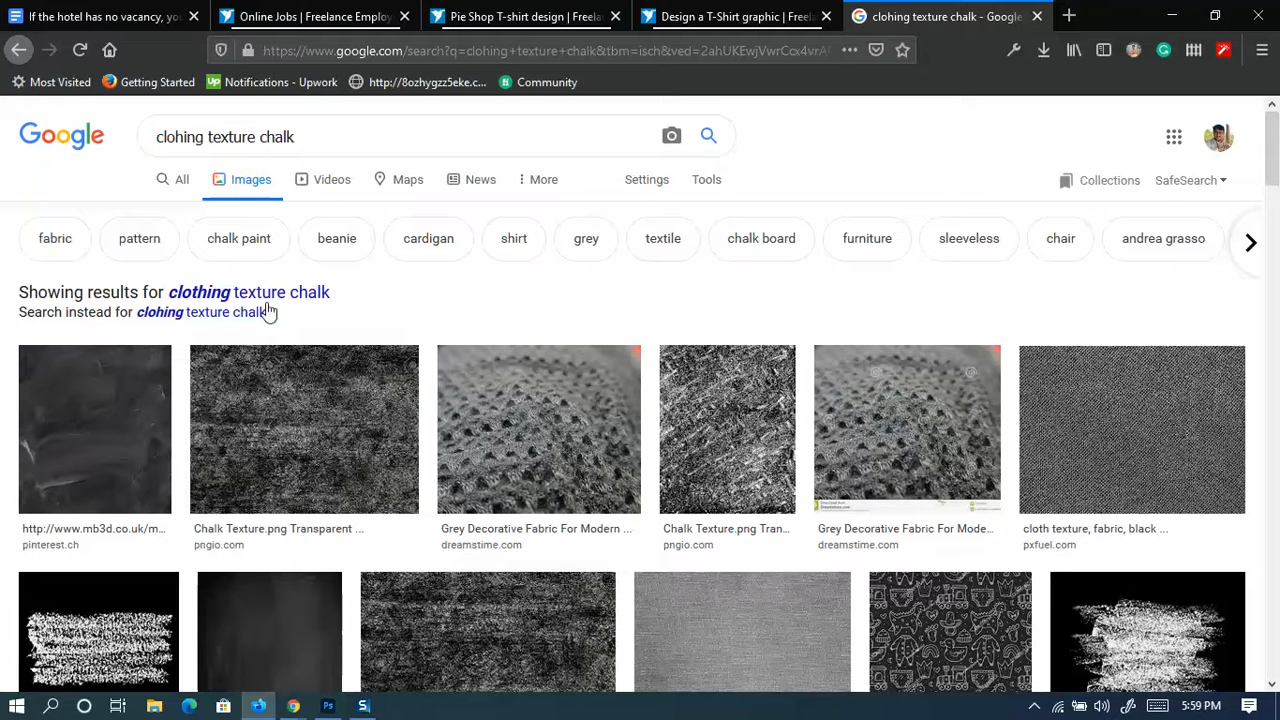 If the hotel has no vacancy, yo
Online Jobs | Freelance Employ
Pie Shop T-shirt design | Freela
Design a T-Shirt graphic | Freela
clohing texture chalk - Google
https://www.google.com/search?q=clohing+texture+chalk&tbm=isch&ved=2ahUKEwjVwrCcx4vrAh
Most Visited
Getting Started
Notifications - Upwork
http://8ozhygzz5eke.c...
Community
Google
clohing texture chalk
All
Images
Videos
Maps
News
More
Settings
Tools
Collections
SafeSearch
fabric
pattern
chalk paint
beanie
cardigan
shirt
grey
textile
chalk board
furniture
sleeveless
chair
andrea grasso
Showing results for clothing texture chalk
Search instead for clohing texture chalk
http://www.mb3d.co.uk/m...
pinterest.ch
Chalk Texture.png Transparent ...
pngio.com
Grey Decorative Fabric For Modern ...
dreamstime.com
Chalk Texture.png Tran...
pngio.com
Grey Decorative Fabric For Mode...
dreamstime.com
cloth texture, fabric, black ...
pxfuel.com
5:59 PM